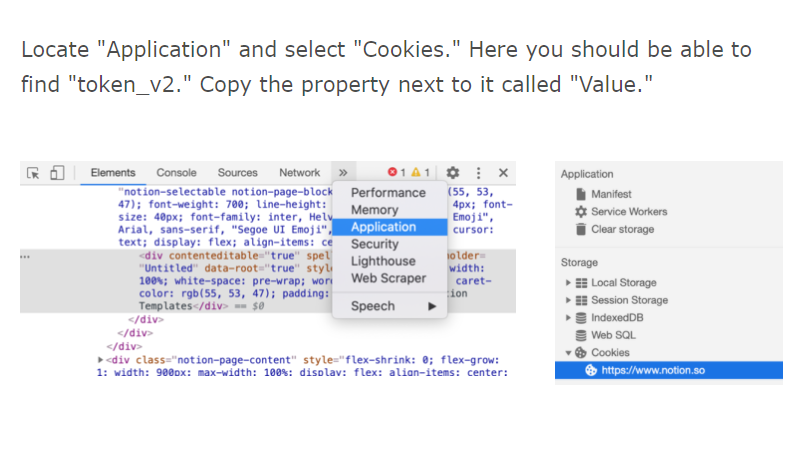 Locate "Application" and select "Cookies." Here you should be able to
find "token_v2." Copy the property next to it called "Value."
Elements Console Sources Network » 1 1
"notion-selectable notion-page-block (55, 53,
47); font-weight: 700; line-height: 4px; font-
size: 40px; font-family: inter, Helv Emoji",
Arial, sans-serif, "Segoe UI Emoji", cursor:
text; display: flex; align-items: ce
<div contenteditable="true" spel holder=
"Untitled" data-root="true" styl width:
100%; white-space: pre-wrap; wor caret-
color: rgb(55, 53, 47); padding: ion
Templates</div> == $0
</div>
</div>
</div>
<div class="notion-page-content" style="flex-shrink: 0; flex-grow:
1; width: 900px; max-width: 100%; display: flex; align-items: center;
Performance
Memory
Application
Security
Lighthouse
Web Scraper
Speech
Application
Manifest
Service Workers
Clear storage
Storage
Local Storage
Session Storage
IndexedDB
Web SQL
Cookies
https://www.notion.so